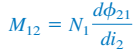 M₁₂ = N₁ dϕ₂₁/di₂